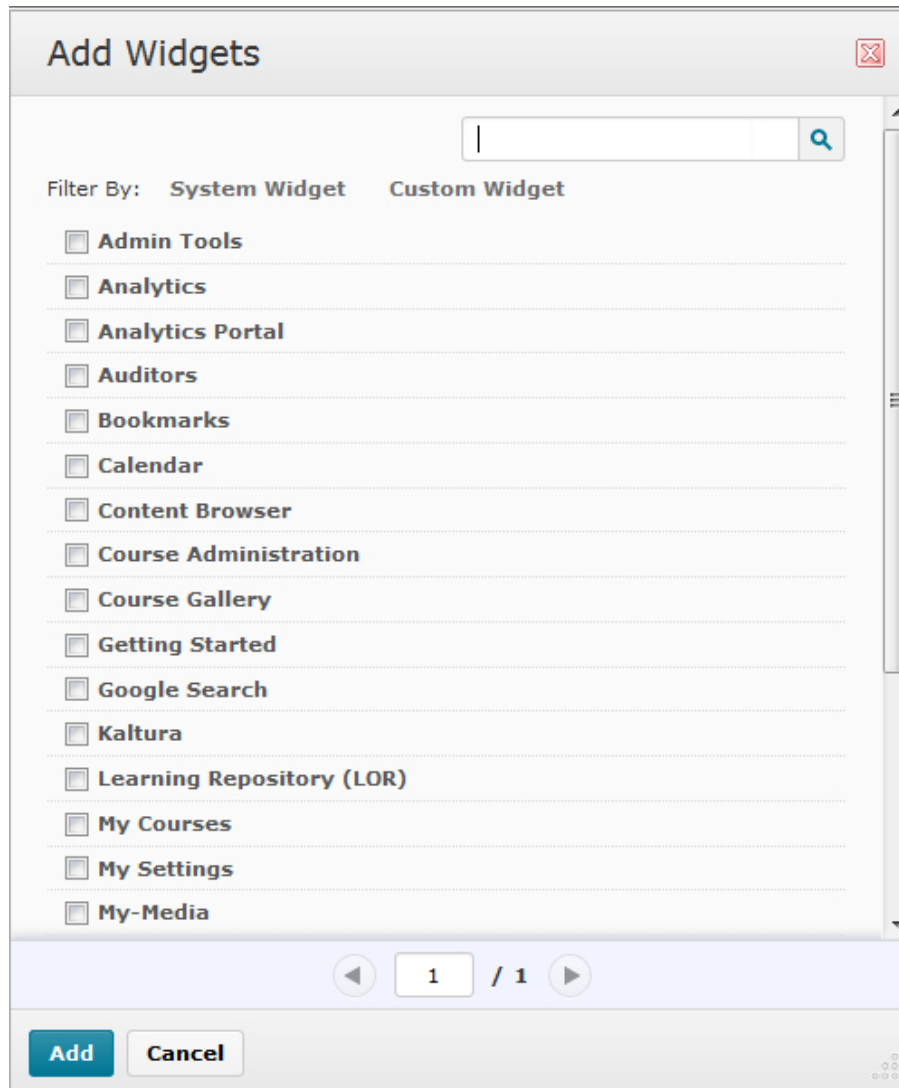 Add Widgets
Filter By: System Widget Custom Widget
Admin Tools
Analytics
Analytics Portal
Auditors
Bookmarks
Calendar
Content Browser
Course Administration
Course Gallery
Getting Started
Google Search
Kaltura
Learning Repository (LOR)
My Courses
My Settings
My-Media
1 / 1
Add Cancel